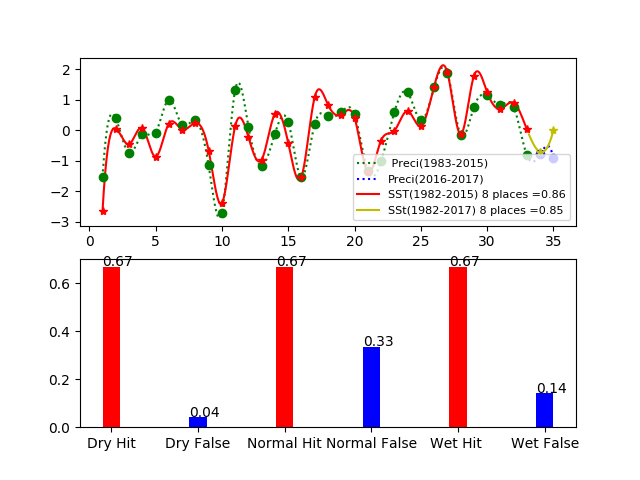 2
1
0
−1
−2
−3
Preci(1983-2015)
Preci(2016-2017)
SST(1982-2015) 8 places =0.86
SSt(1982-2017) 8 places =0.85
0 5 10 15 20 25 30 35
0.6
0.4
0.2
0.0
0.67 0.04 0.67 0.33 0.67 0.14
Dry Hit Dry False Normal Hit Normal False Wet Hit Wet False